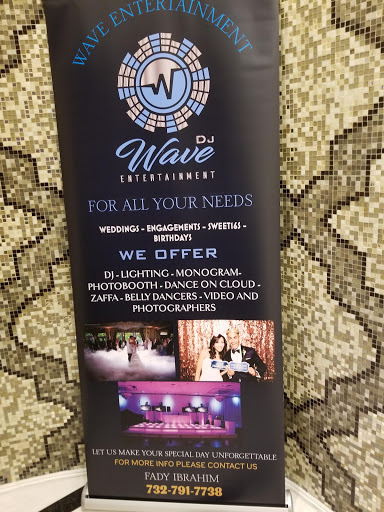 WAVE ENTERTAINMENT
DJ
Wave
ENTERTAINMENT
FOR ALL YOUR NEEDS
WEDDINGS - ENGAGEMENTS - SWEET16S -
BIRTHDAYS
WE OFFER
DJ - LIGHTING - MONOGRAM-
PHOTOBOOTH - DANCE ON CLOUD -
ZAFFA - BELLY DANCERS - VIDEO AND
PHOTOGRAPHERS
LET US MAKE YOUR SPECIAL DAY UNFORGETTABLE
FOR MORE INFO PLEASE CONTACT US
FADY IBRAHIM
732-791-7738